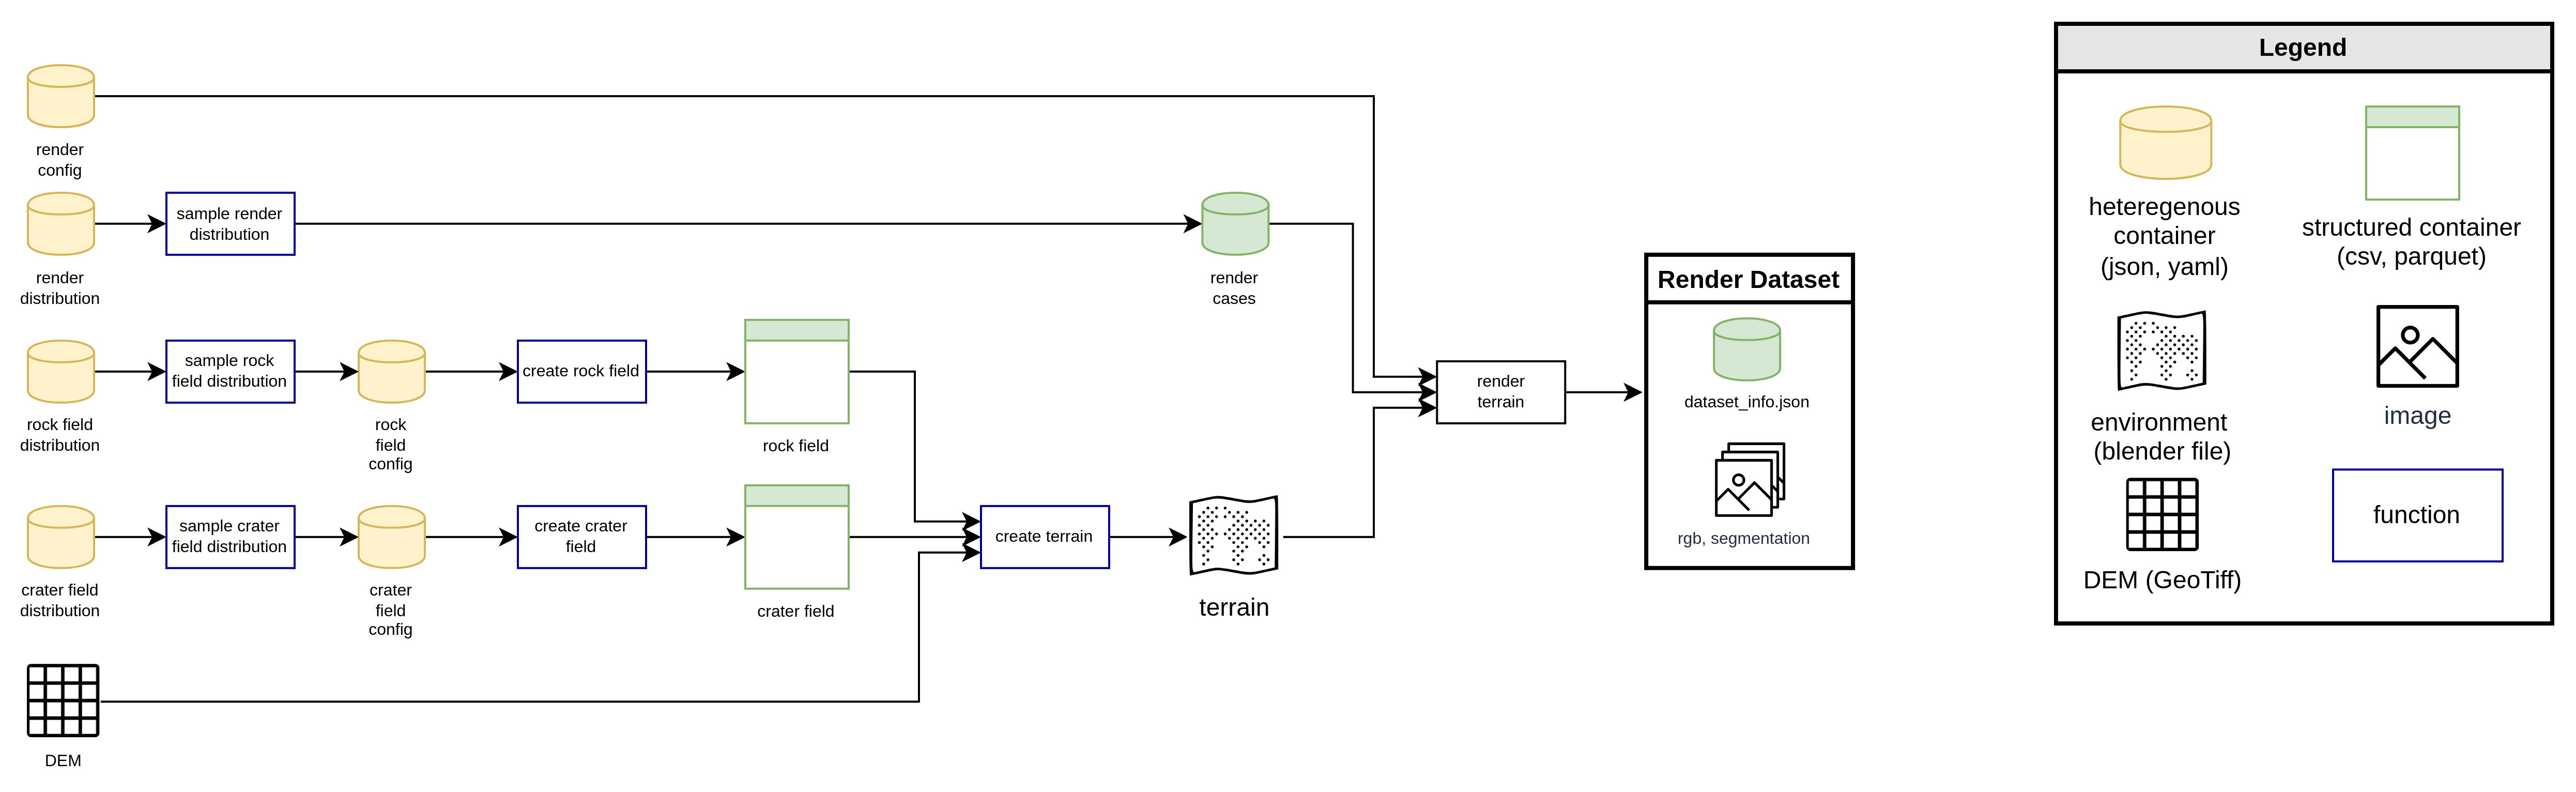 render
config
render
distribution
sample render
distribution
render
cases
rock field
distribution
sample rock
field distribution
rock
field
config
create rock field
rock field
crater field
distribution
sample crater
field distribution
crater
field
config
create crater
field
crater field
DEM
create terrain
terrain
render
terrain
Render Dataset
dataset_info.json
rgb, segmentation
Legend
heteregenous
container
(json, yaml)
structured container
(csv, parquet)
environment
(blender file)
image
DEM (GeoTiff)
function